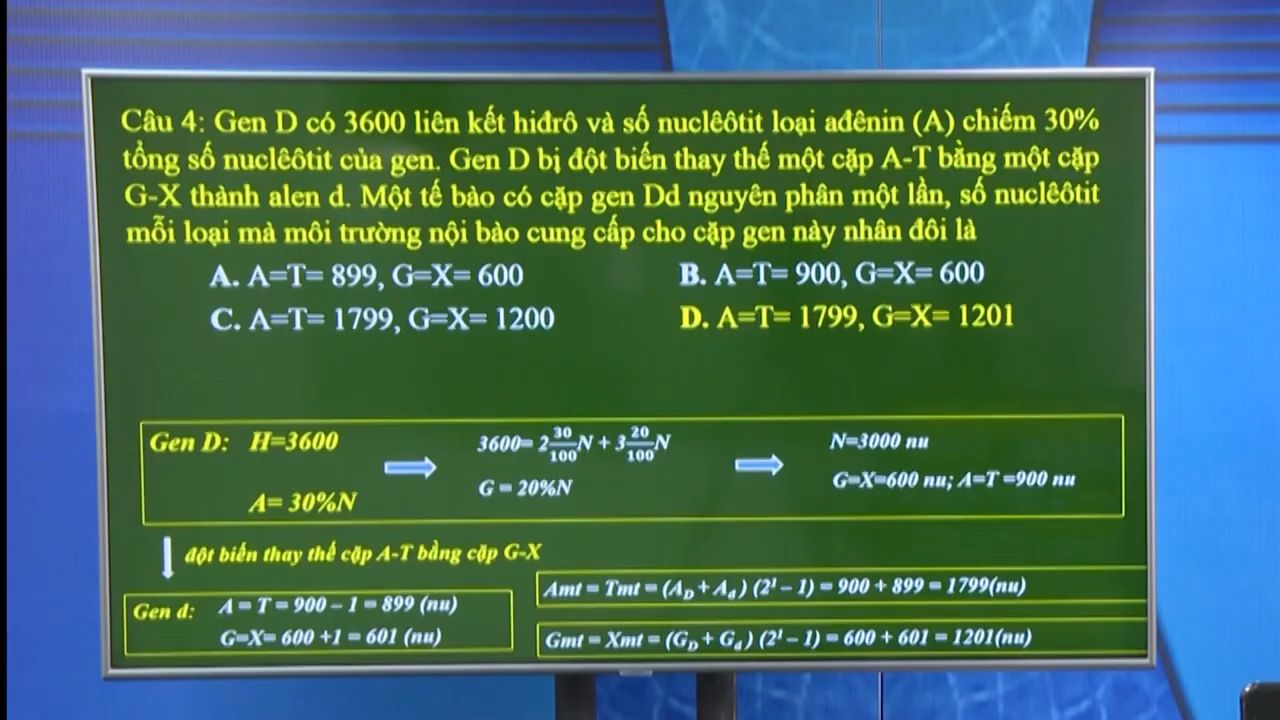 Câu 4: Gen D có 3600 liên kết hiđrô và số nuclêôtit loại ađênin (A) chiếm 30%
tổng số nuclêôtit của gen. Gen D bị đột biến thay thế một cặp A-T bằng một cặp
G-X thành alen d. Một tế bào có cặp gen Dd nguyên phân một lần, số nuclêôtit
mỗi loại mà môi trường nội bào cung cấp cho cặp gen này nhân đôi là
A. A=T= 899, G=X= 600 B. A=T= 900, G=X= 600
C. A=T= 1799, G=X= 1200 D. A=T= 1799, G=X= 1201
Gen D: H=3600
A= 30%N
3600= 2 30/100 N + 3 20/100 N
G = 20%N
N=3000 nu
G=X=600 nu; A=T =900 nu
đột biến thay thế cặp A-T bằng cặp G-X
Gen d: A = T = 900 – 1 = 899 (nu)
G=X= 600 +1 = 601 (nu)
Amt = Tmt = (A_D + A_d) (2¹ – 1) = 900 + 899 = 1799(nu)
Gmt = Xmt = (G_D + G_d) (2¹ – 1) = 600 + 601 = 1201(nu)